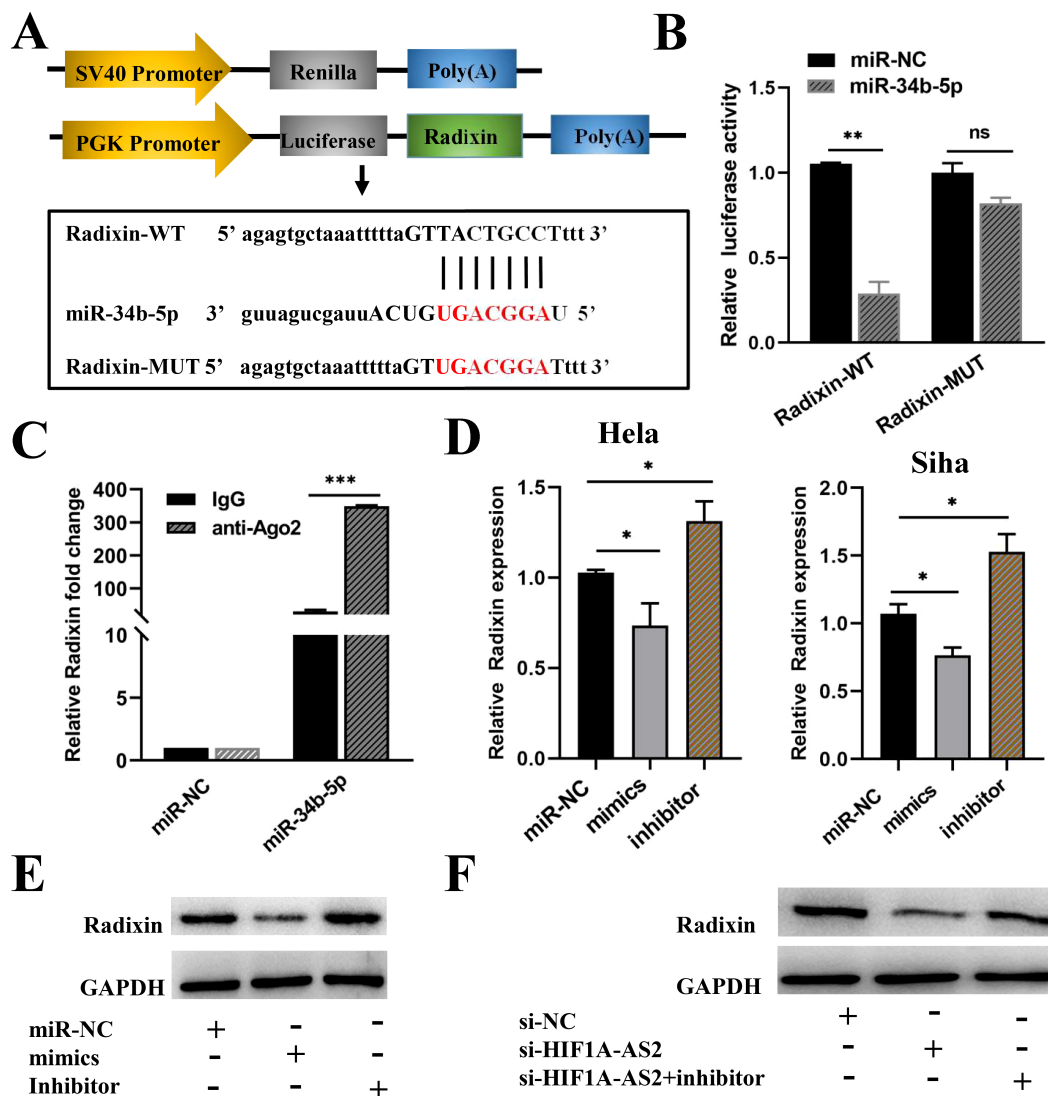 A
SV40 Promoter Renilla Poly(A)
PGK Promoter Luciferase Radixin Poly(A)
Radixin-WT 5’ agagtgctaaatttttaGTTACTGCCTttt 3’
miR-34b-5p 3’ guuagucgauuACUGUGACGGAU 5’
Radixin-MUT 5’ agagtgctaaatttttaGTUGACGGATttt 3’
B
miR-NC
miR-34b-5p
Relative luciferase activity
1.5
1.0
0.5
0.0
**
ns
Radixin-WT
Radixin-MUT
C
Relative Radixin fold change
400
300
200
100
10
5
0
IgG
anti-Ago2
***
miR-NC
miR-34b-5p
D
Hela
Relative Radixin expression
1.5
1.0
0.5
0.0
*
*
miR-NC
mimics
inhibitor
Siha
Relative Radixin expression
2.0
1.5
1.0
0.5
0.0
*
*
miR-NC
mimics
inhibitor
E
Radixin
GAPDH
miR-NC + - -
mimics - + -
Inhibitor - - +
F
Radixin
GAPDH
si-NC + - -
si-HIF1A-AS2 - + -
si-HIF1A-AS2+inhibitor - - +